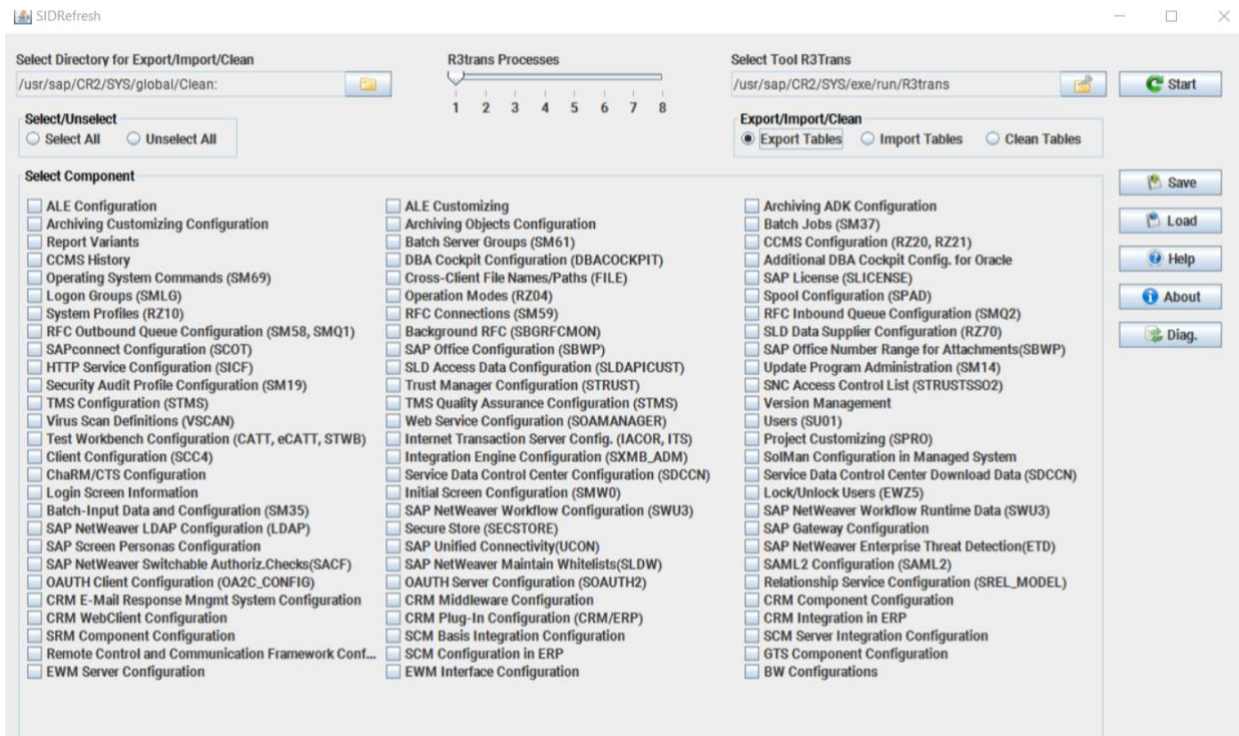 SIDRefresh
Select Directory for Export/Import/Clean
R3trans Processes
Select Tool R3Trans
/usr/sap/CR2/SYS/global/Clean:
/usr/sap/CR2/SYS/exe/run/R3trans
Start
1 2 3 4 5 6 7 8
Select/Unselect
Select All Unselect All
Export/Import/Clean
Export Tables Import Tables Clean Tables
Select Component
Save
Load
Help
About
Diag.
ALE Configuration ALE Customizing Archiving ADK Configuration
Archiving Customizing Configuration Archiving Objects Configuration Batch Jobs (SM37)
Report Variants Batch Server Groups (SM61) CCMS Configuration (RZ20, RZ21)
CCMS History DBA Cockpit Configuration (DBACOCKPIT) Additional DBA Cockpit Config. for Oracle
Operating System Commands (SM69) Cross-Client File Names/Paths (FILE) SAP License (SLICENSE)
Logon Groups (SMLG) Operation Modes (RZ04) Spool Configuration (SPAD)
System Profiles (RZ10) RFC Connections (SM59) RFC Inbound Queue Configuration (SMQ2)
RFC Outbound Queue Configuration (SM58, SMQ1) Background RFC (SBGRFCMON) SLD Data Supplier Configuration (RZ70)
SAPconnect Configuration (SCOT) SAP Office Configuration (SBWP) SAP Office Number Range for Attachments(SBWP)
HTTP Service Configuration (SICF) SLD Access Data Configuration (SLDAPICUST) Update Program Administration (SM14)
Security Audit Profile Configuration (SM19) Trust Manager Configuration (STRUST) SNC Access Control List (STRUSTSSO2)
TMS Configuration (STMS) TMS Quality Assurance Configuration (STMS) Version Management
Virus Scan Definitions (VSCAN) Web Service Configuration (SOAMANAGER) Users (SU01)
Test Workbench Configuration (CATT, eCATT, STWB) Internet Transaction Server Config. (IACOR, ITS) Project Customizing (SPRO)
Client Configuration (SCC4) Integration Engine Configuration (SXMB_ADM) SolMan Configuration in Managed System
ChaRM/CTS Configuration Service Data Control Center Configuration (SDCCN) Service Data Control Center Download Data (SDCCN)
Login Screen Information Initial Screen Configuration (SMW0) Lock/Unlock Users (EWZ5)
Batch-Input Data and Configuration (SM35) SAP NetWeaver Workflow Configuration (SWU3) SAP NetWeaver Workflow Runtime Data (SWU3)
SAP NetWeaver LDAP Configuration (LDAP) Secure Store (SECSTORE) SAP Gateway Configuration
SAP Screen Personas Configuration SAP Unified Connectivity(UCON) SAP NetWeaver Enterprise Threat Detection(ETD)
SAP NetWeaver Switchable Authoriz.Checks(SACF) SAP NetWeaver Maintain Whitelists(SLDW) SAML2 Configuration (SAML2)
OAUTH Client Configuration (OA2C_CONFIG) OAUTH Server Configuration (SOAUTH2) Relationship Service Configuration (SREL_MODEL)
CRM E-Mail Response Mngmt System Configuration CRM Middleware Configuration CRM Component Configuration
CRM WebClient Configuration CRM Plug-In Configuration (CRM/ERP) CRM Integration in ERP
SRM Component Configuration SCM Basis Integration Configuration SCM Server Integration Configuration
Remote Control and Communication Framework Conf... SCM Configuration in ERP GTS Component Configuration
EWM Server Configuration EWM Interface Configuration BW Configurations